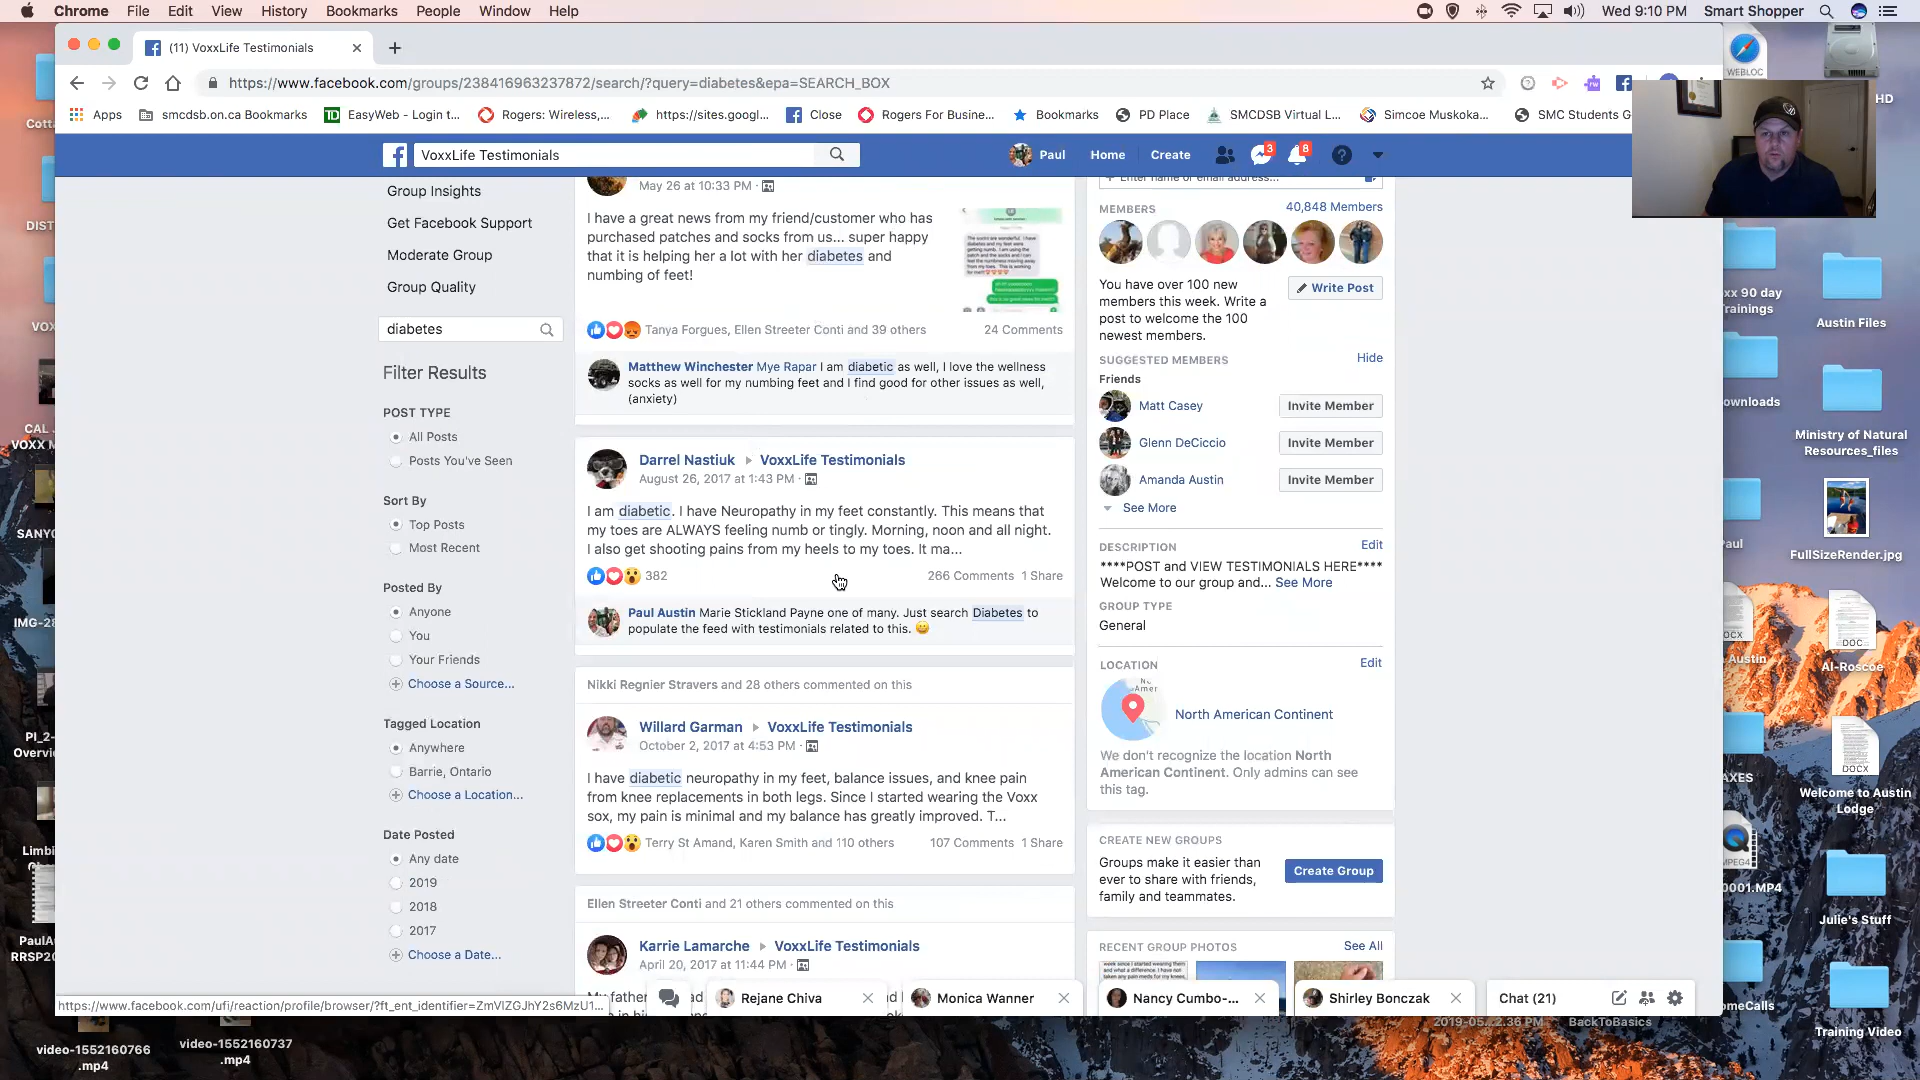 Chrome File Edit View History Bookmarks People Window Help Wed 9:10 PM Smart Shopper
(11) VoxxLife Testimonials
https://www.facebook.com/groups/238416963237872/search/?query=diabetes&epa=SEARCH_BOX
Apps smcdsb.on.ca Bookmarks EasyWeb - Login t... Rogers: Wireless,... https://sites.googl... Close Rogers For Busine... Bookmarks PD Place SMCDSB Virtual L... Simcoe Muskoka... SMC Students G
VoxxLife Testimonials
Paul Home Create 3 8
Group Insights
Get Facebook Support
Moderate Group
Group Quality
diabetes
Filter Results
POST TYPE
All Posts
Posts You've Seen
Sort By
Top Posts
Most Recent
Posted By
Anyone
You
Your Friends
Choose a Source...
Tagged Location
Anywhere
Barrie, Ontario
Choose a Location...
Date Posted
Any date
2019
2018
2017
Choose a Date...
May 26 at 10:33 PM
I have a great news from my friend/customer who has
purchased patches and socks from us... super happy
that it is helping her a lot with her diabetes and
numbing of feet!
Tanya Forgues, Ellen Streeter Conti and 39 others 24 Comments
Matthew Winchester Mye Rapar I am diabetic as well, I love the wellness
socks as well for my numbing feet and I find good for other issues as well,
(anxiety)
Darrel Nastiuk VoxxLife Testimonials
August 26, 2017 at 1:43 PM
I am diabetic. I have Neuropathy in my feet constantly. This means that
my toes are ALWAYS feeling numb or tingly. Morning, noon and all night.
I also get shooting pains from my heels to my toes. It ma...
382 266 Comments 1 Share
Paul Austin Marie Stickland Payne one of many. Just search Diabetes to
populate the feed with testimonials related to this.
Nikki Regnier Stravers and 28 others commented on this
Willard Garman VoxxLife Testimonials
October 2, 2017 at 4:53 PM
I have diabetic neuropathy in my feet, balance issues, and knee pain
from knee replacements in both legs. Since I started wearing the Voxx
sox, my pain is minimal and my balance has greatly improved. T...
Terry St Amand, Karen Smith and 110 others 107 Comments 1 Share
Ellen Streeter Conti and 21 others commented on this
Karrie Lamarche VoxxLife Testimonials
April 20, 2017 at 11:44 PM
Enter name or email address...
MEMBERS 40,848 Members
You have over 100 new
members this week. Write a
post to welcome the 100
newest members.
Write Post
SUGGESTED MEMBERS Hide
Friends
Matt Casey Invite Member
Glenn DeCiccio Invite Member
Amanda Austin Invite Member
See More
DESCRIPTION Edit
****POST and VIEW TESTIMONIALS HERE****
Welcome to our group and... See More
GROUP TYPE
General
LOCATION Edit
North American Continent
We don't recognize the location North
American Continent. Only admins can see
this tag.
CREATE NEW GROUPS
Groups make it easier than
ever to share with friends,
family and teammates.
Create Group
RECENT GROUP PHOTOS See All
Rejane Chiva Monica Wanner Nancy Cumbo-... Shirley Bonczak Chat (21)
https://www.facebook.com/ufi/reaction/profile/browser/?ft_ent_identifier=ZmVlZGJhY2s6MzU1...
video-1552160766
.mp4
video-1552160737
.mp4
WEBLOC
HD
Austin Files
Ministry of Natural
Resources_files
FullSizeRender.jpg
DOC
Al-Roscoe
DOCX
Welcome to Austin
Lodge
Julie's Stuff
Training Video
BackToBasics